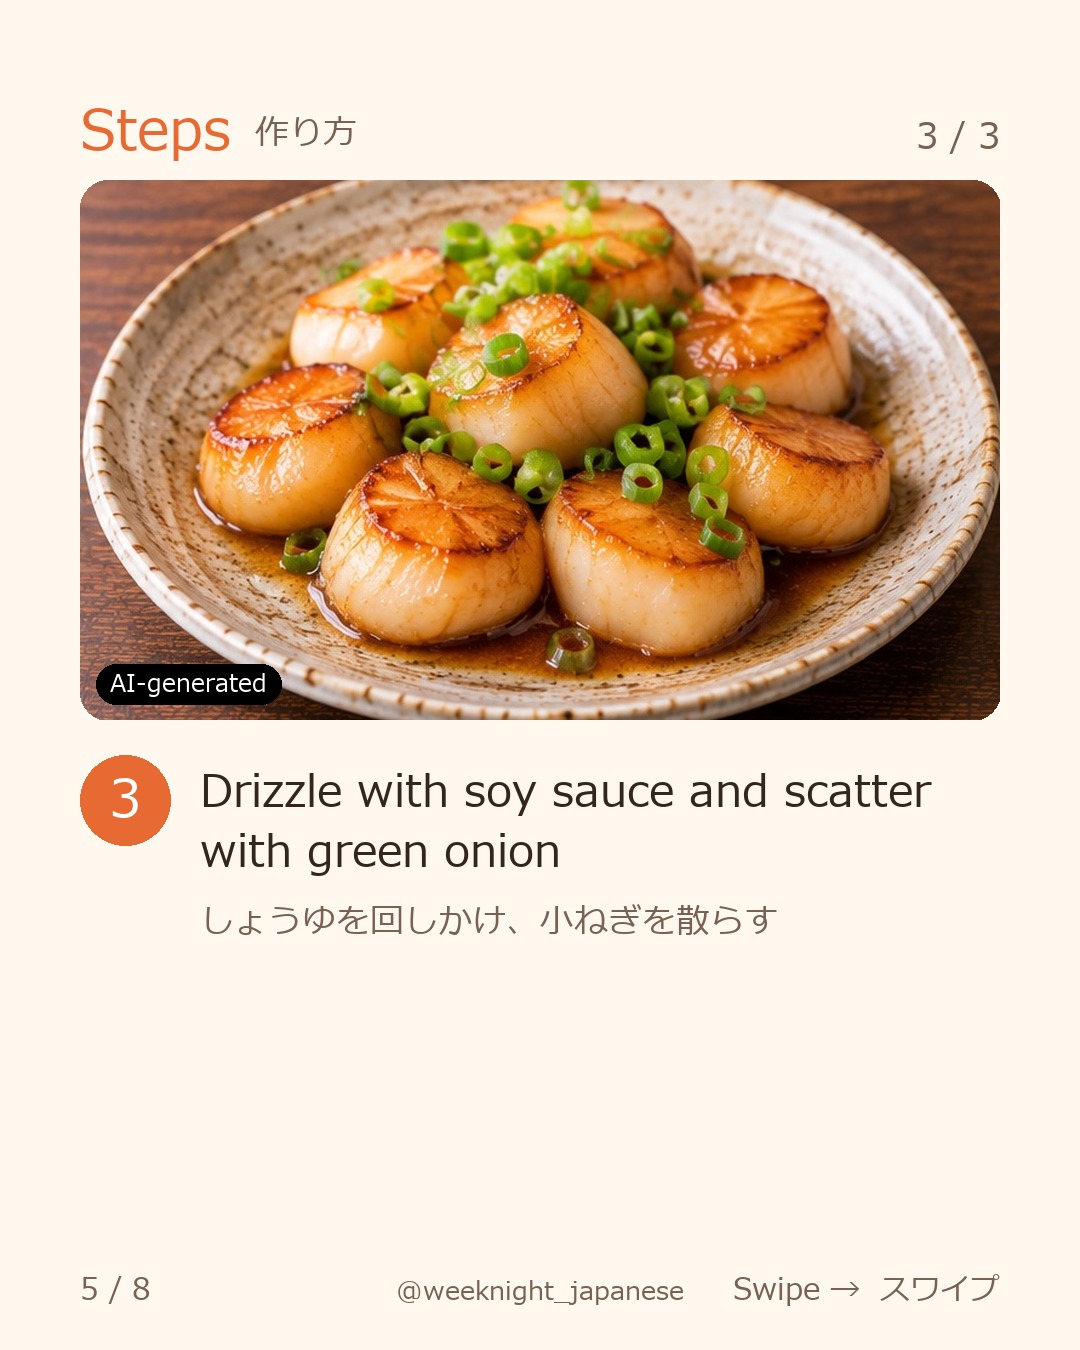 Steps 作り方
3 / 3
AI-generated
3
Drizzle with soy sauce and scatter
with green onion
しょうゆを回しかけ、小ねぎを散らす
5 / 8
@weeknight_japanese
Swipe → スワイプ